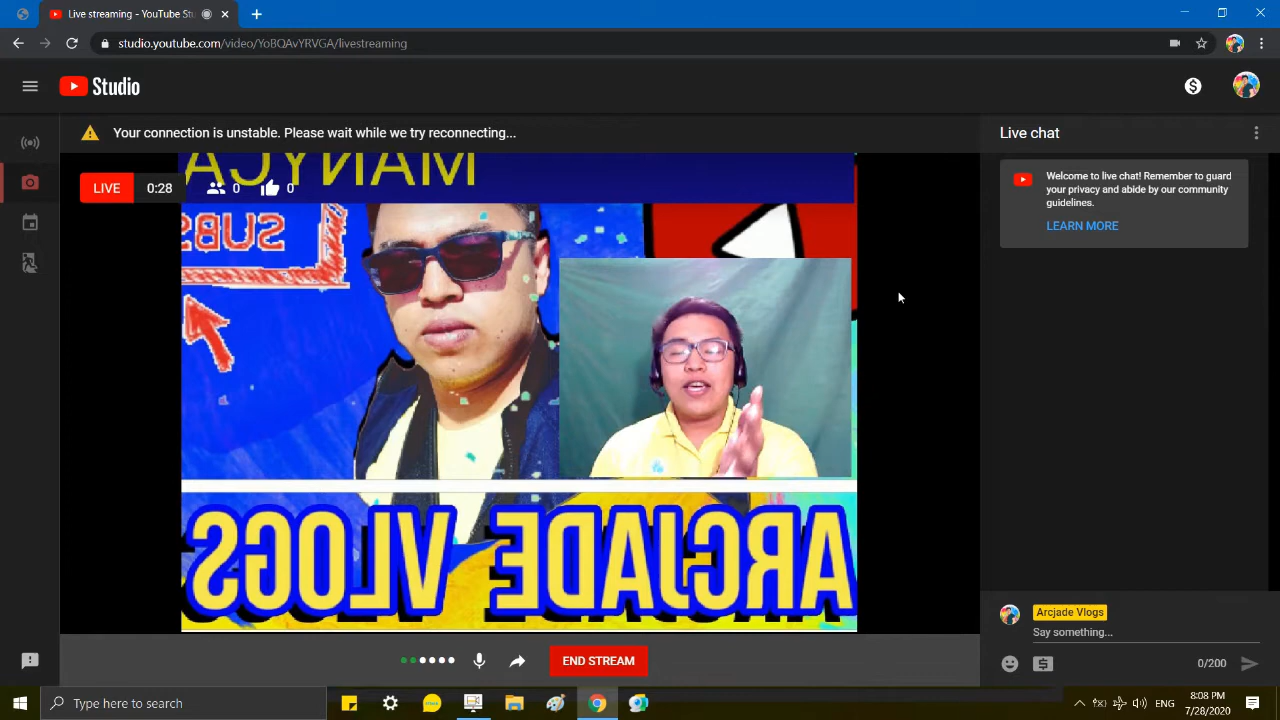 Live streaming - YouTube Stu
studio.youtube.com/video/YoBQAvYRVGA/livestreaming
Studio
Your connection is unstable. Please wait while we try reconnecting...
Live chat
LIVE 0:28 0 0
MANYCA
SUBS
ARCJADE VLOGS
Welcome to live chat! Remember to guard
your privacy and abide by our community
guidelines.
LEARN MORE
Arcjade Vlogs
Say something...
0/200
END STREAM
Type here to search
ENG
8:08 PM
7/28/2020